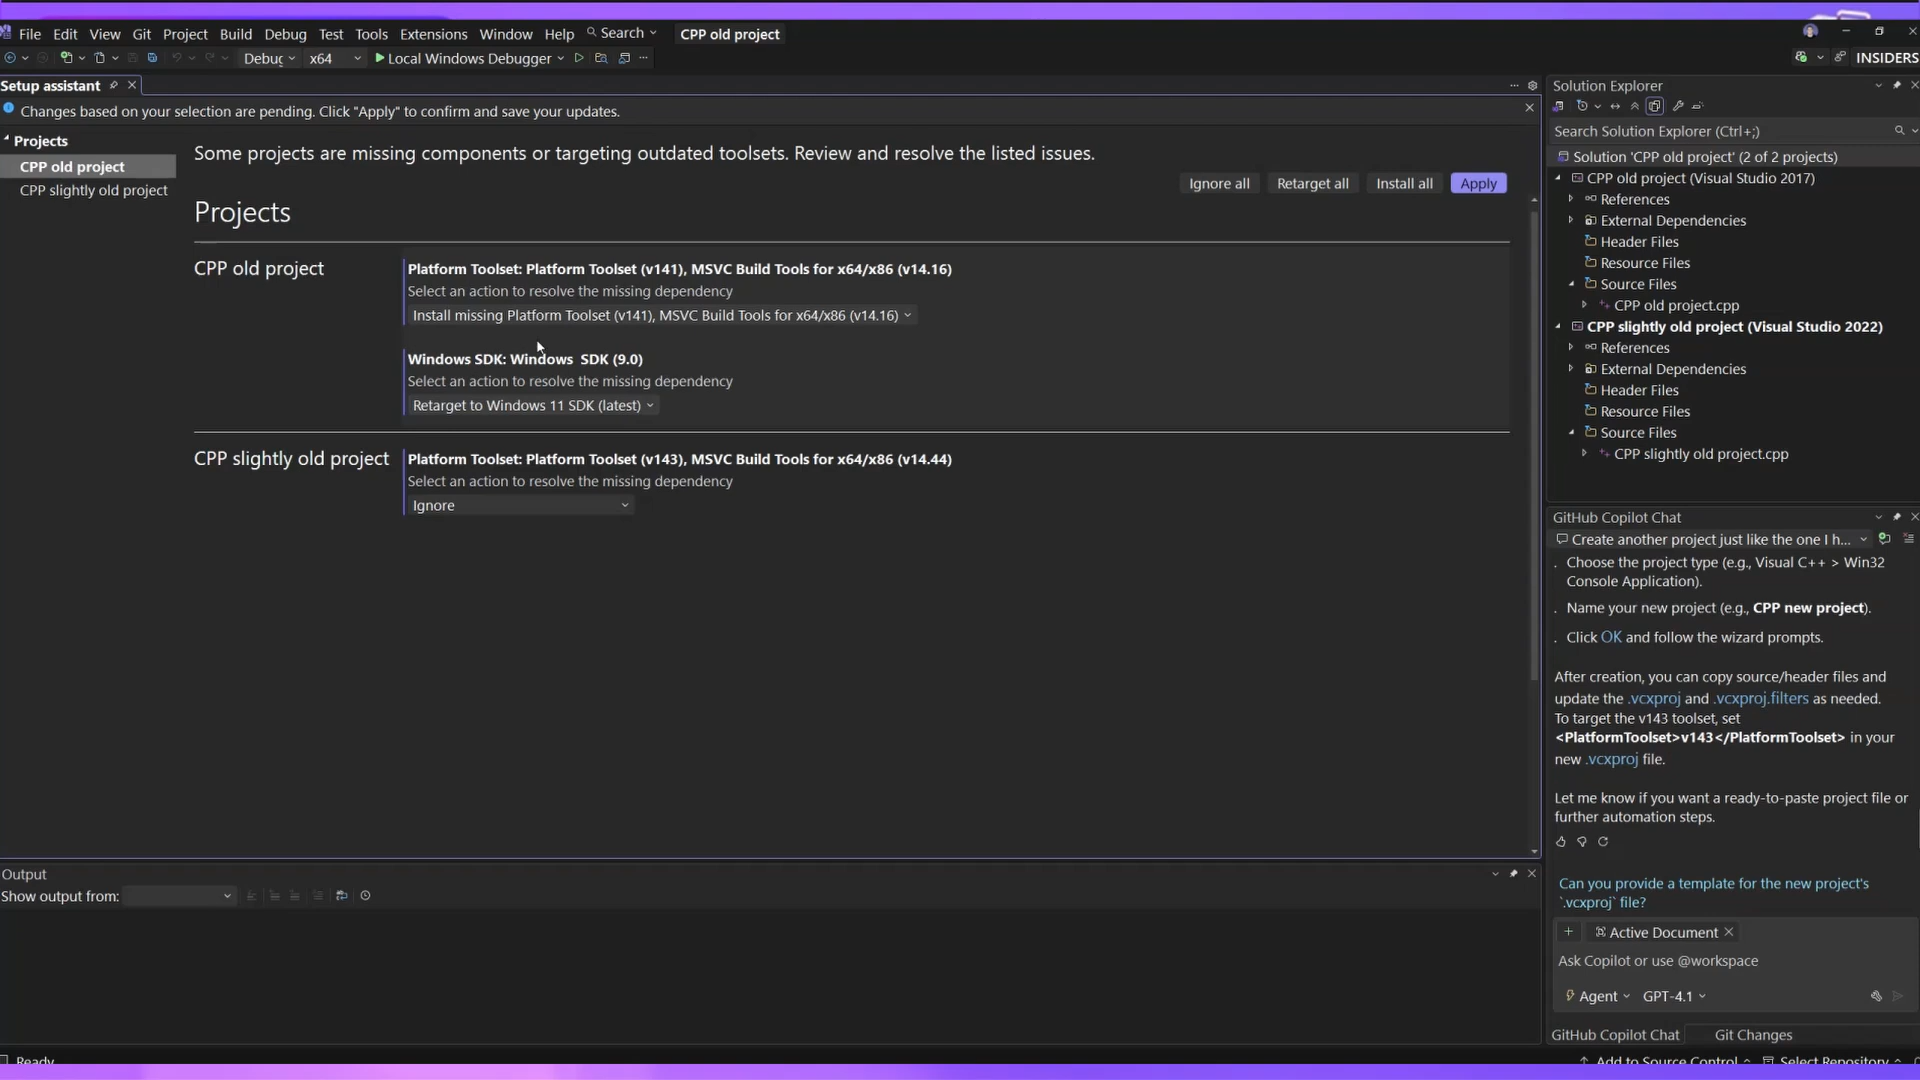 File Edit View Git Project Build Debug Test Tools Extensions Window Help Search CPP old project
Debug x64 Local Windows Debugger INSIDERS
Setup assistant
Changes based on your selection are pending. Click "Apply" to confirm and save your updates.
Projects
CPP old project
CPP slightly old project
Some projects are missing components or targeting outdated toolsets. Review and resolve the listed issues.
Ignore all Retarget all Install all Apply
Projects
CPP old project
Platform Toolset: Platform Toolset (v141), MSVC Build Tools for x64/x86 (v14.16)
Select an action to resolve the missing dependency
Install missing Platform Toolset (v141), MSVC Build Tools for x64/x86 (v14.16)
Windows SDK: Windows SDK (9.0)
Select an action to resolve the missing dependency
Retarget to Windows 11 SDK (latest)
CPP slightly old project
Platform Toolset: Platform Toolset (v143), MSVC Build Tools for x64/x86 (v14.44)
Select an action to resolve the missing dependency
Ignore
Output
Show output from:
Solution Explorer
Search Solution Explorer (Ctrl+;)
Solution 'CPP old project' (2 of 2 projects)
CPP old project (Visual Studio 2017)
References
External Dependencies
Header Files
Resource Files
Source Files
CPP old project.cpp
CPP slightly old project (Visual Studio 2022)
References
External Dependencies
Header Files
Resource Files
Source Files
CPP slightly old project.cpp
GitHub Copilot Chat
Create another project just like the one I h...
. Choose the project type (e.g., Visual C++ > Win32
Console Application).
. Name your new project (e.g., CPP new project).
. Click OK and follow the wizard prompts.
After creation, you can copy source/header files and
update the .vcxproj and .vcxproj.filters as needed.
To target the v143 toolset, set
<PlatformToolset>v143</PlatformToolset> in your
new .vcxproj file.
Let me know if you want a ready-to-paste project file or
further automation steps.
Can you provide a template for the new project's
`.vcxproj` file?
Active Document
Ask Copilot or use @workspace
Agent GPT-4.1
GitHub Copilot Chat Git Changes
Ready
Add to Source Control Select Repository